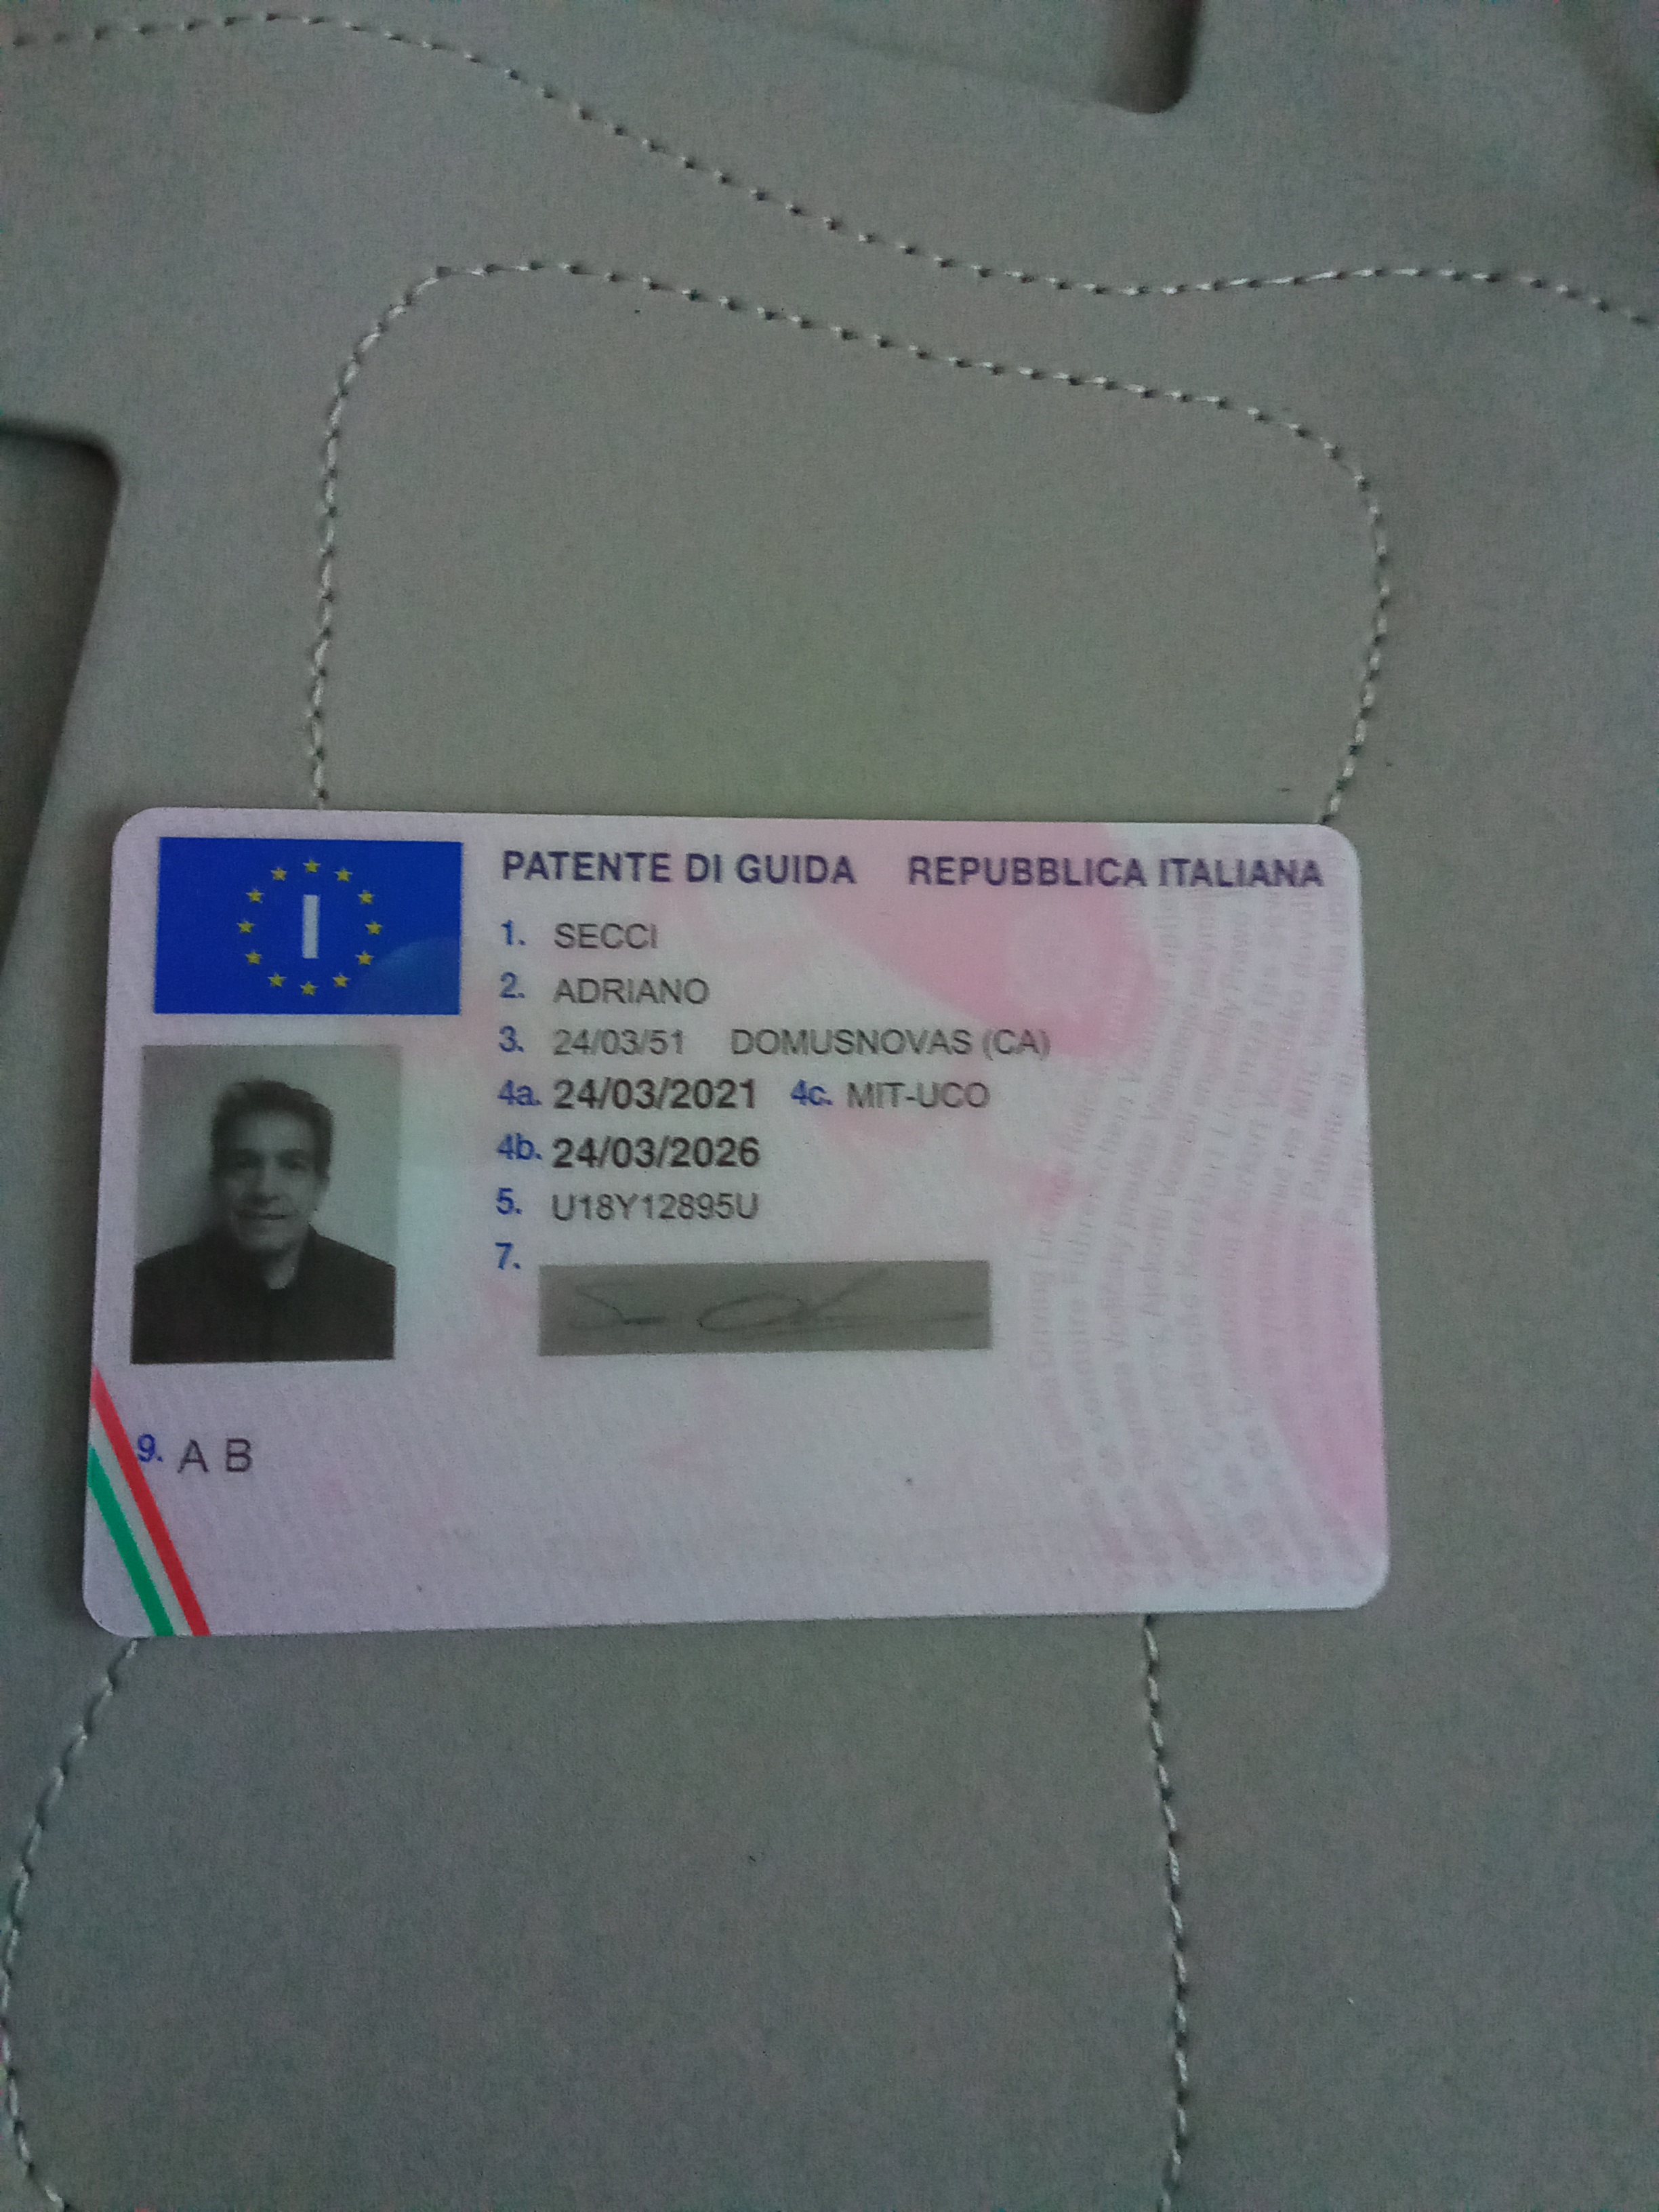 I
PATENTE DI GUIDA REPUBBLICA ITALIANA
1. SECCI
2. ADRIANO
3. 24/03/51 DOMUSNOVAS (CA)
4a. 24/03/2021 4c. MIT-UCO
4b. 24/03/2026
5. U18Y12895U
7.
9. A B